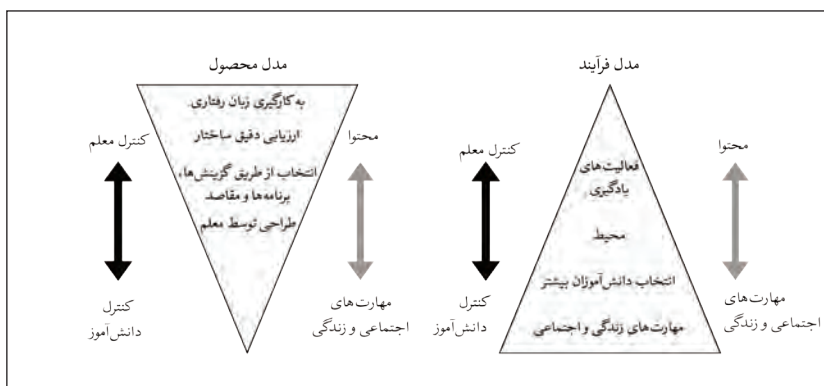 مدل فرآیند
محتوا
کنترل معلم
فعالیت‌های
یادگیری
محیط
انتخاب دانش‌آموزان بیشتر
مهارت‌های زندگی و اجتماعی
مهارت‌های
اجتماعی و زندگی
کنترل
دانش‌آموز
مدل محصول
به کارگیری زبان رفتاری
ارزیابی دقیق ساختار
انتخاب از طریق گزینش‌ها،
برنامه‌ها و مقاصد
طراحی توسط معلم
محتوا
کنترل معلم
مهارت‌های
اجتماعی و زندگی
کنترل
دانش‌آموز